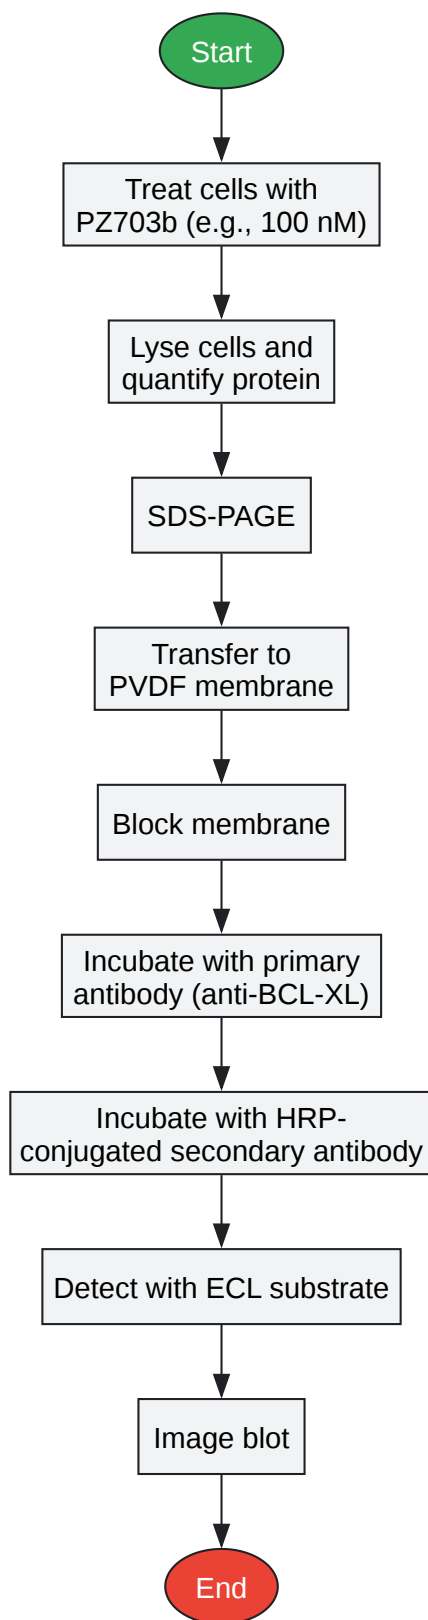 Start
Treat cells with
PZ703b (e.g., 100 nM)
Lyse cells and
quantify protein
SDS-PAGE
Transfer to
PVDF membrane
Block membrane
Incubate with primary
antibody (anti-BCL-XL)
Incubate with HRP-
conjugated secondary antibody
Detect with ECL substrate
Image blot
End